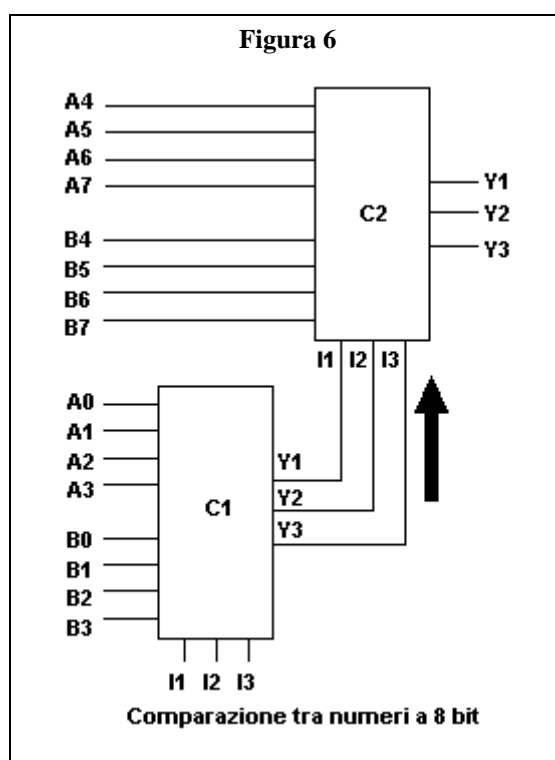 Figura 6
A4
A5
A6
A7
B4
B5
B6
B7
C2
Y1
Y2
Y3
I1 I2 I3
A0
A1
A2
A3
B0
B1
B2
B3
C1
Y1
Y2
Y3
I1 I2 I3
Comparazione tra numeri a 8 bit